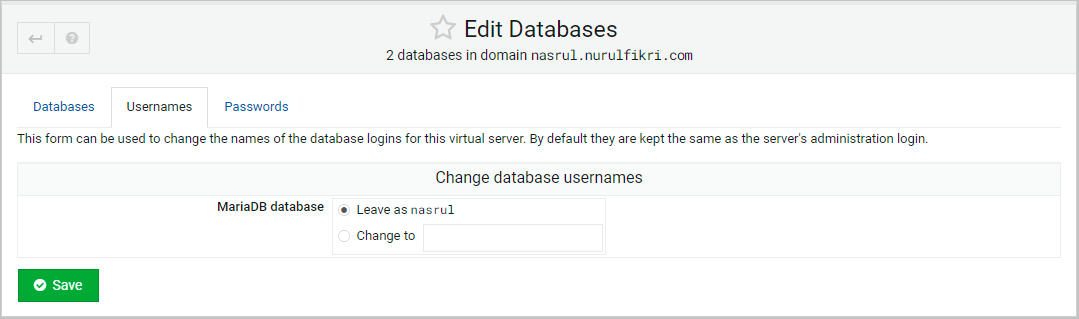 Edit Databases
2 databases in domain nasrul.nurulfikri.com
Databases Usernames Passwords
This form can be used to change the names of the database logins for this virtual server. By default they are kept the same as the server's administration login.
Change database usernames
MariaDB database Leave as nasrul
Change to
Save